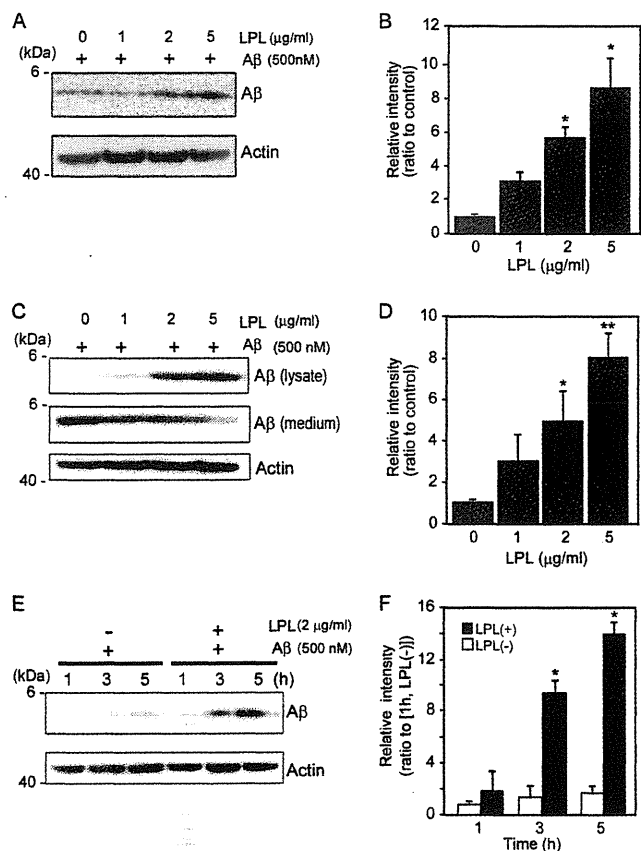 A
0 1 2 5 LPL (μg/ml)
(kDa) + + + + Aβ (500nM)
6 -
Aβ
Actin
40 -
B
Relative intensity
(ratio to control)
12
10
8
6
4
2
0
*
*
0 1 2 5
LPL (μg/ml)
C
0 1 2 5 LPL (μg/ml)
(kDa) + + + + Aβ (500 nM)
6 -
Aβ (lysate)
6 -
Aβ (medium)
Actin
40 -
D
Relative intensity
(ratio to control)
10
8
6
4
2
0
*
**
0 1 2 5
LPL (μg/ml)
E
- + LPL(2 μg/ml)
+ + Aβ (500 nM)
(kDa) 1 3 5 1 3 5 (h)
6 -
Aβ
Actin
40 -
F
Relative intensity
(ratio to [1h, LPL(-)])
16
12
8
4
0
LPL(+)
LPL(-)
*
*
1 3 5
Time (h)